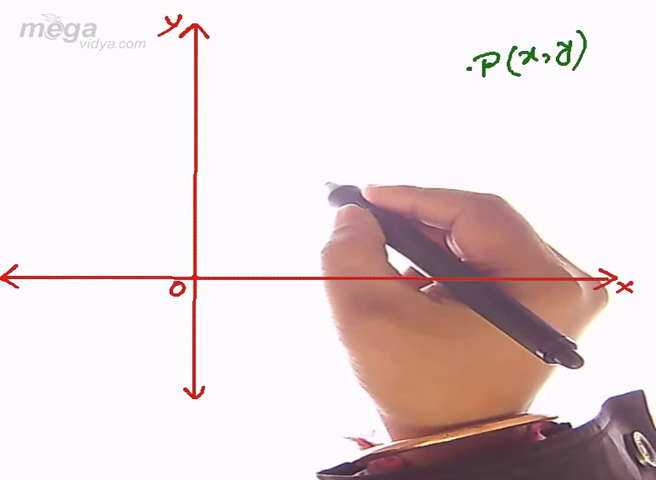 mega
vidya.com
y
.P(x,y)
O
x